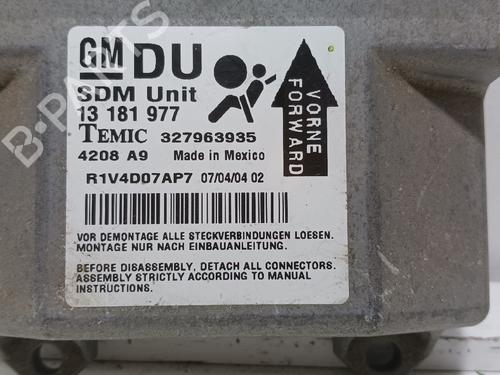 GM DU
SDM Unit
13 181 977
TEMIC 327963935
4208 A9 Made in Mexico
R1V4D07AP7 07/04/04 02
VORNE
FORWARD
VOR DEMONTAGE ALLE STECKVERBINDUNGEN LOESEN.
MONTAGE NUR NACH EINBAUANLEITUNG.
BEFORE DISASSEMBLY, DETACH ALL CONNECTORS.
ASSEMBLY STRICTLY ACCORDING TO MANUAL
INSTRUCTIONS.
B-PARTS